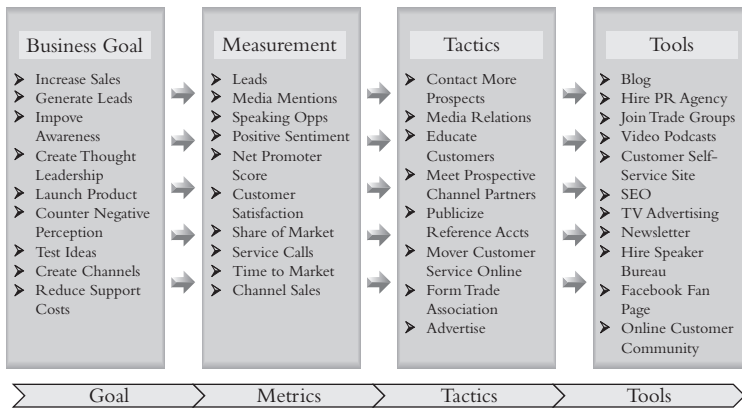 Business Goal
Increase Sales
Generate Leads
Impove
Awareness
Create Thought
Leadership
Launch Product
Counter Negative
Perception
Test Ideas
Create Channels
Reduce Support
Costs
Measurement
Leads
Media Mentions
Speaking Opps
Positive Sentiment
Net Promoter
Score
Customer
Satisfaction
Share of Market
Service Calls
Time to Market
Channel Sales
Tactics
Contact More
Prospects
Media Relations
Educate
Customers
Meet Prospective
Channel Partners
Publicize
Reference Accts
Mover Customer
Service Online
Form Trade
Association
Advertise
Tools
Blog
Hire PR Agency
Join Trade Groups
Video Podcasts
Customer Self-
Service Site
SEO
TV Advertising
Newsletter
Hire Speaker
Bureau
Facebook Fan
Page
Online Customer
Community
Goal
Metrics
Tactics
Tools